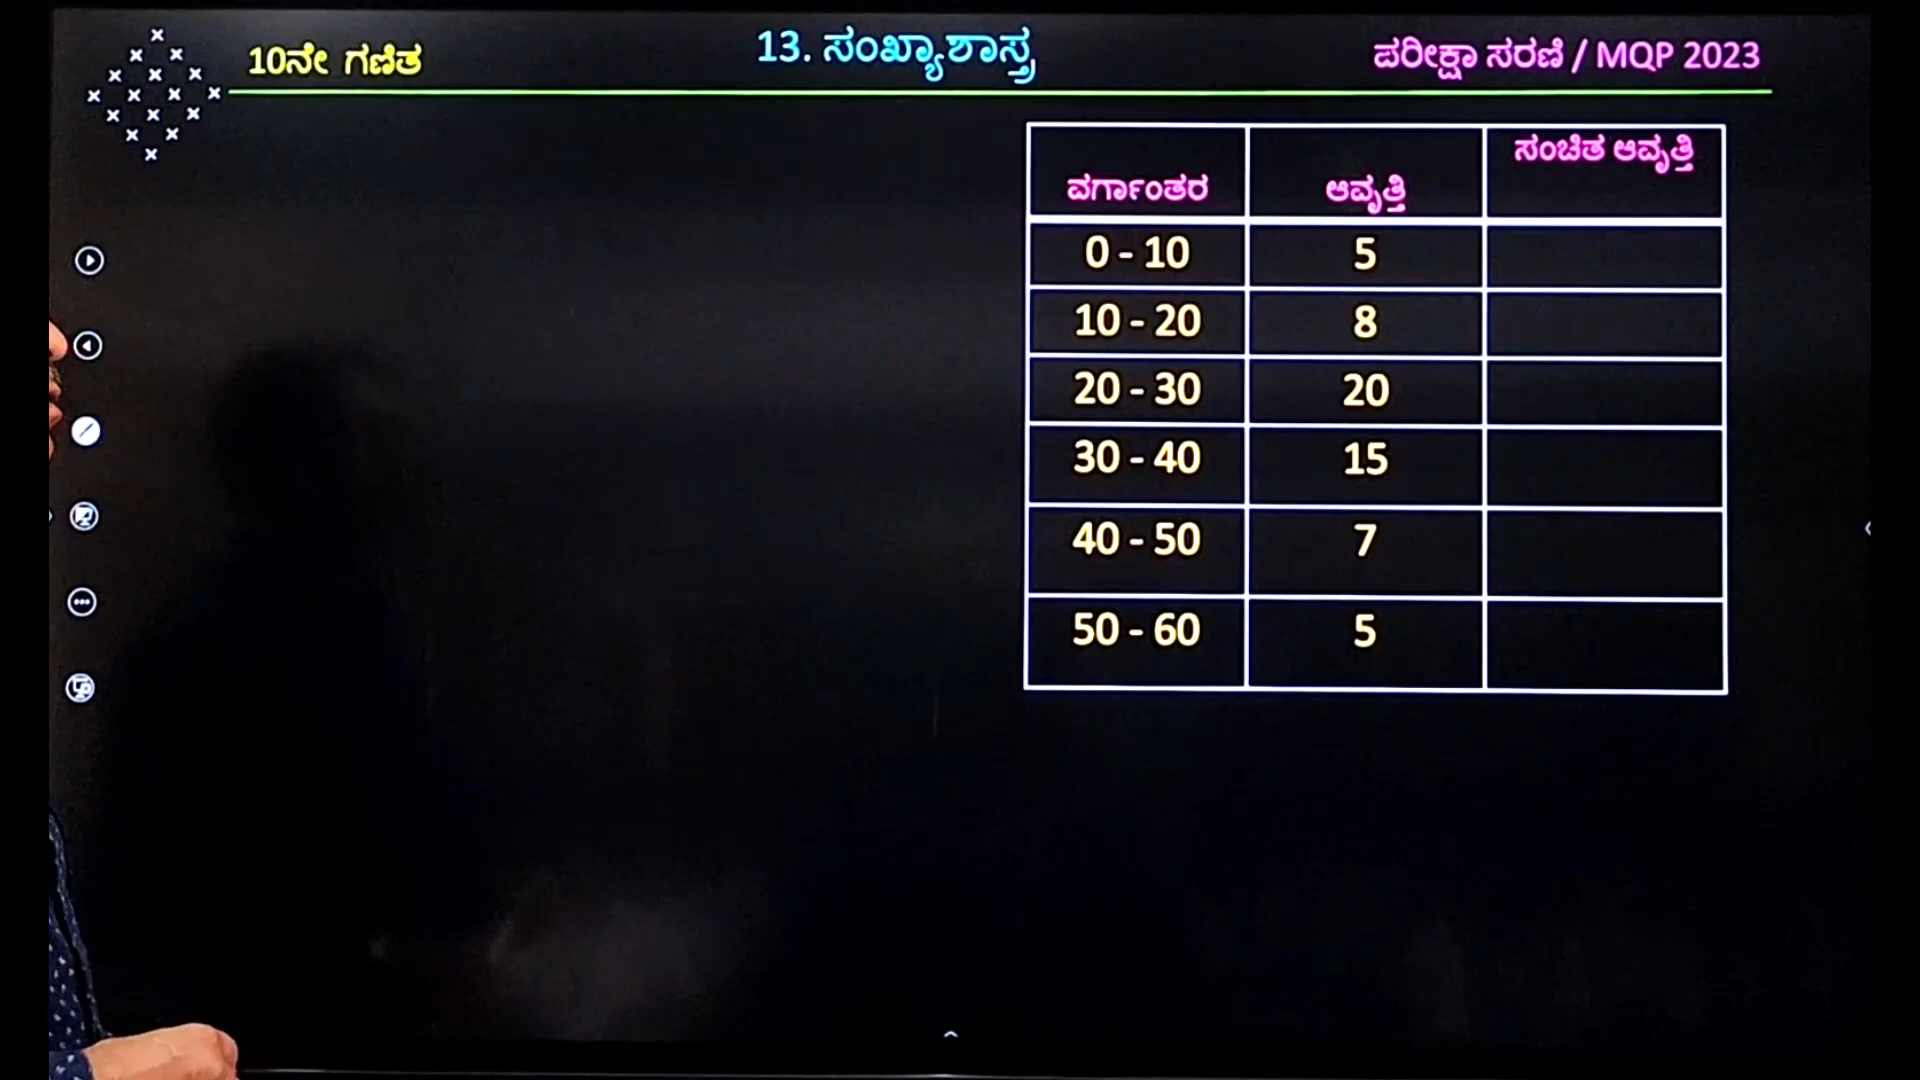 10ನೇ ಗಣಿತ
13. ಸಂಖ್ಯಾಶಾಸ್ತ್ರ
ಪರೀಕ್ಷಾ ಸರಣಿ / MQP 2023
ವರ್ಗಾಂತರ ಆವೃತ್ತಿ ಸಂಚಿತ ಆವೃತ್ತಿ
0 - 10 5
10 - 20 8
20 - 30 20
30 - 40 15
40 - 50 7
50 - 60 5